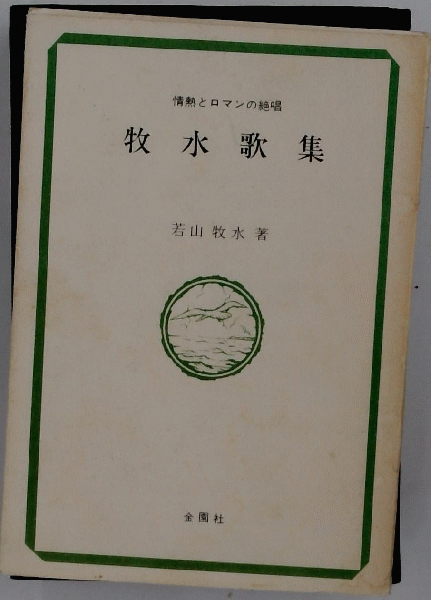 情熱とロマンの絶唱
牧水歌集
若山牧水著
金園社